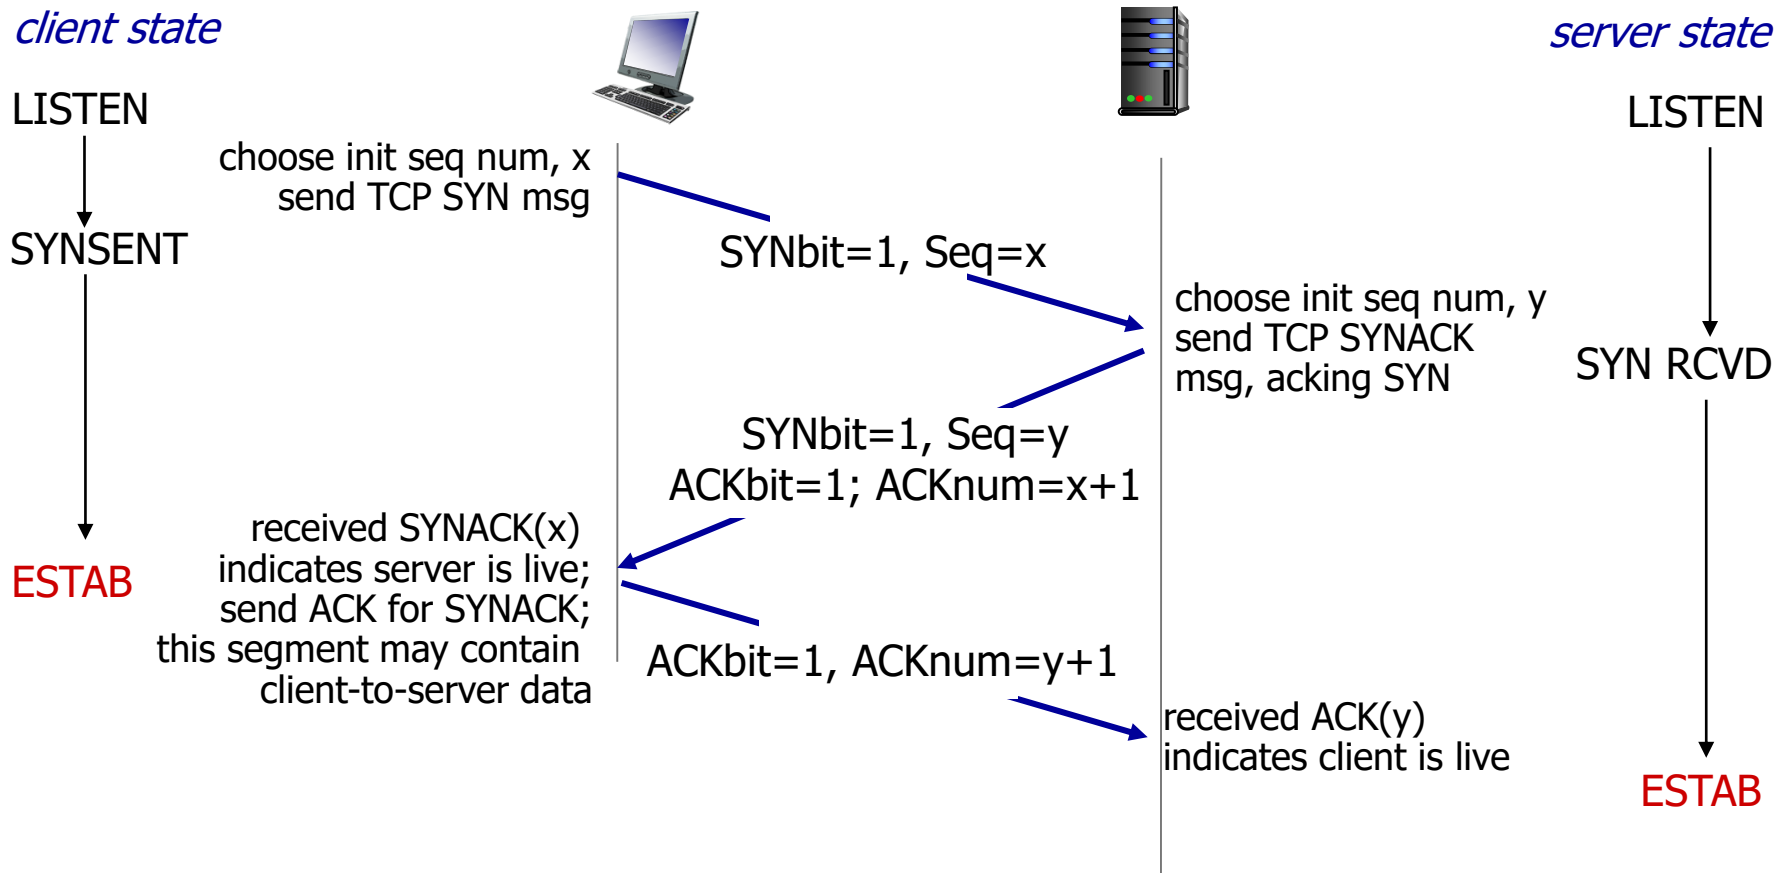 client state
server state
LISTEN
LISTEN
choose init seq num, x
send TCP SYN msg
SYNSENT
SYNbit=1, Seq=x
choose init seq num, y
send TCP SYNACK
msg, acking SYN
SYN RCVD
SYNbit=1, Seq=y
ACKbit=1; ACKnum=x+1
received SYNACK(x)
indicates server is live;
send ACK for SYNACK;
this segment may contain
client-to-server data
ESTAB
ACKbit=1, ACKnum=y+1
received ACK(y)
indicates client is live
ESTAB